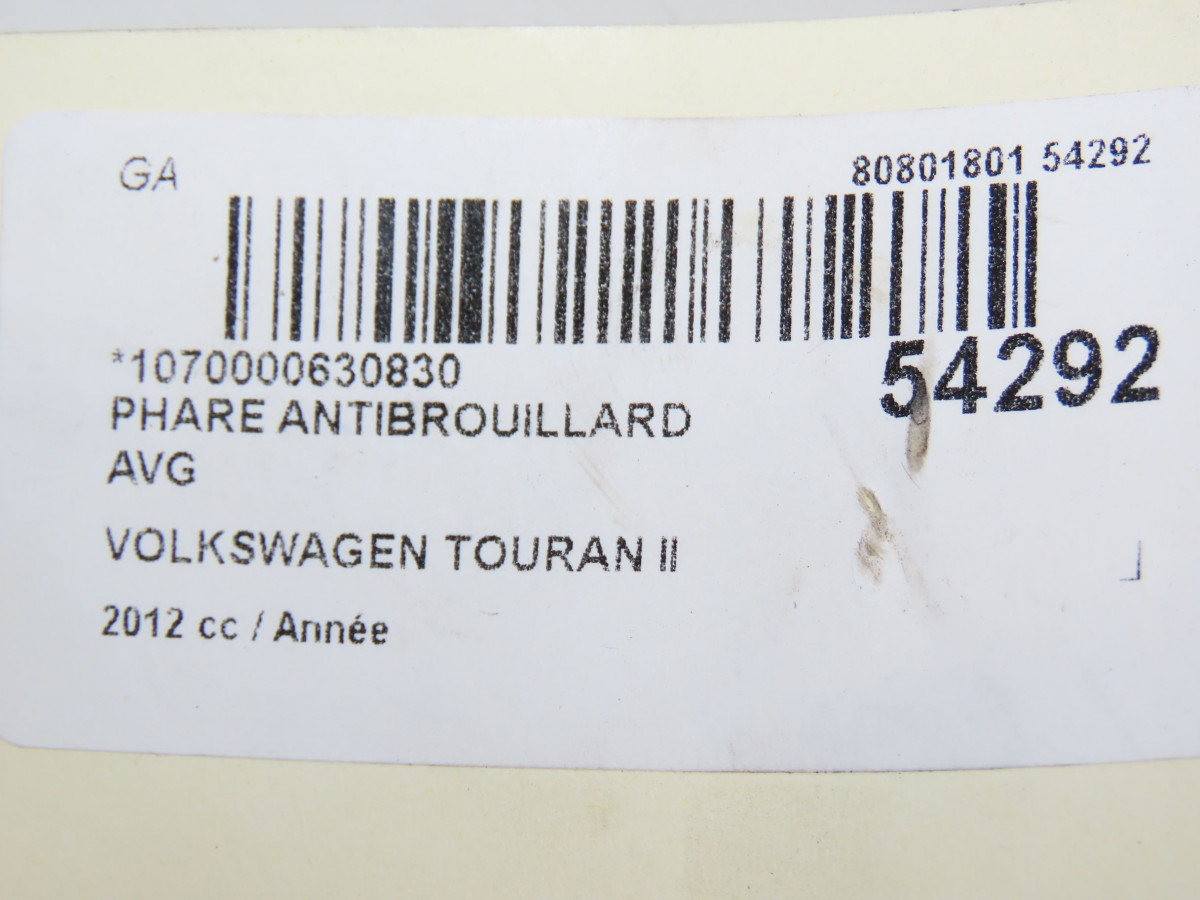 GA
80801801 54292
*1070000630830
54292
PHARE ANTIBROUILLARD
AVG
VOLKSWAGEN TOURAN II
2012 cc / Année